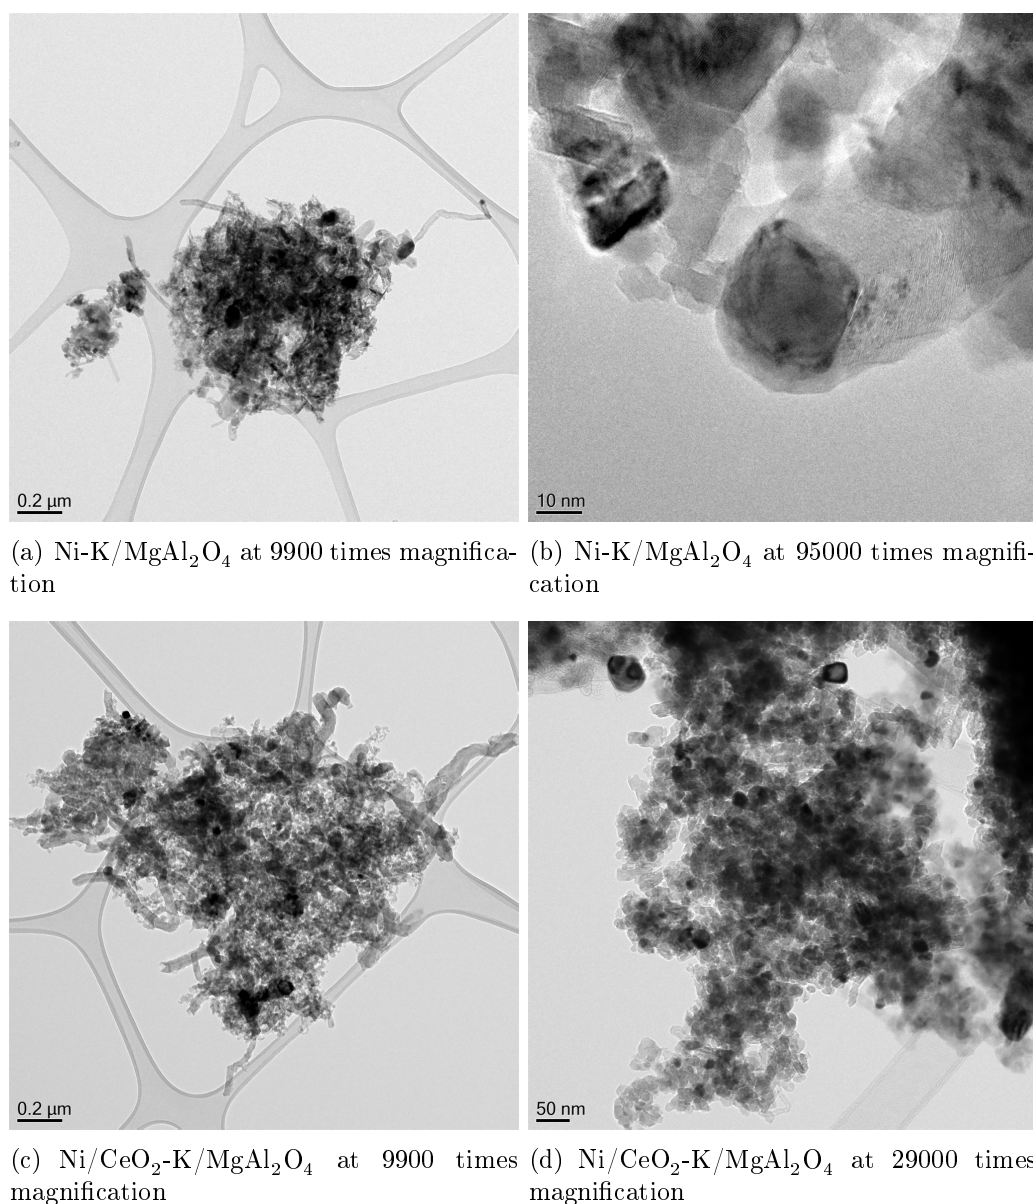 0.2 µm
10 nm
(a) Ni-K/MgAl₂O₄ at 9900 times magnifica-
tion
(b) Ni-K/MgAl₂O₄ at 95000 times magnifi-
cation
0.2 µm
50 nm
(c) Ni/CeO₂-K/MgAl₂O₄ at 9900 times
magnification
(d) Ni/CeO₂-K/MgAl₂O₄ at 29000 times
magnification